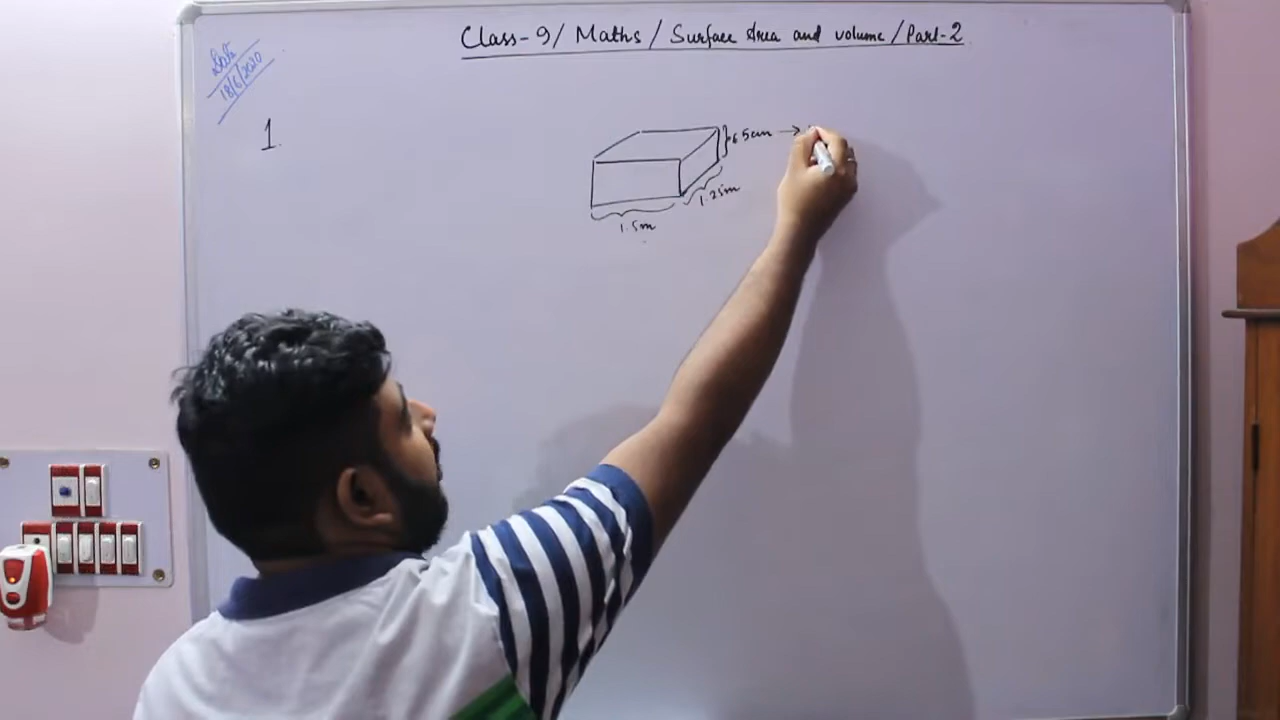 Class-9/ Maths / Surface Area and volume / Part-2
Date
18/6/2020
1.
65cm →
1.25m
1.5m